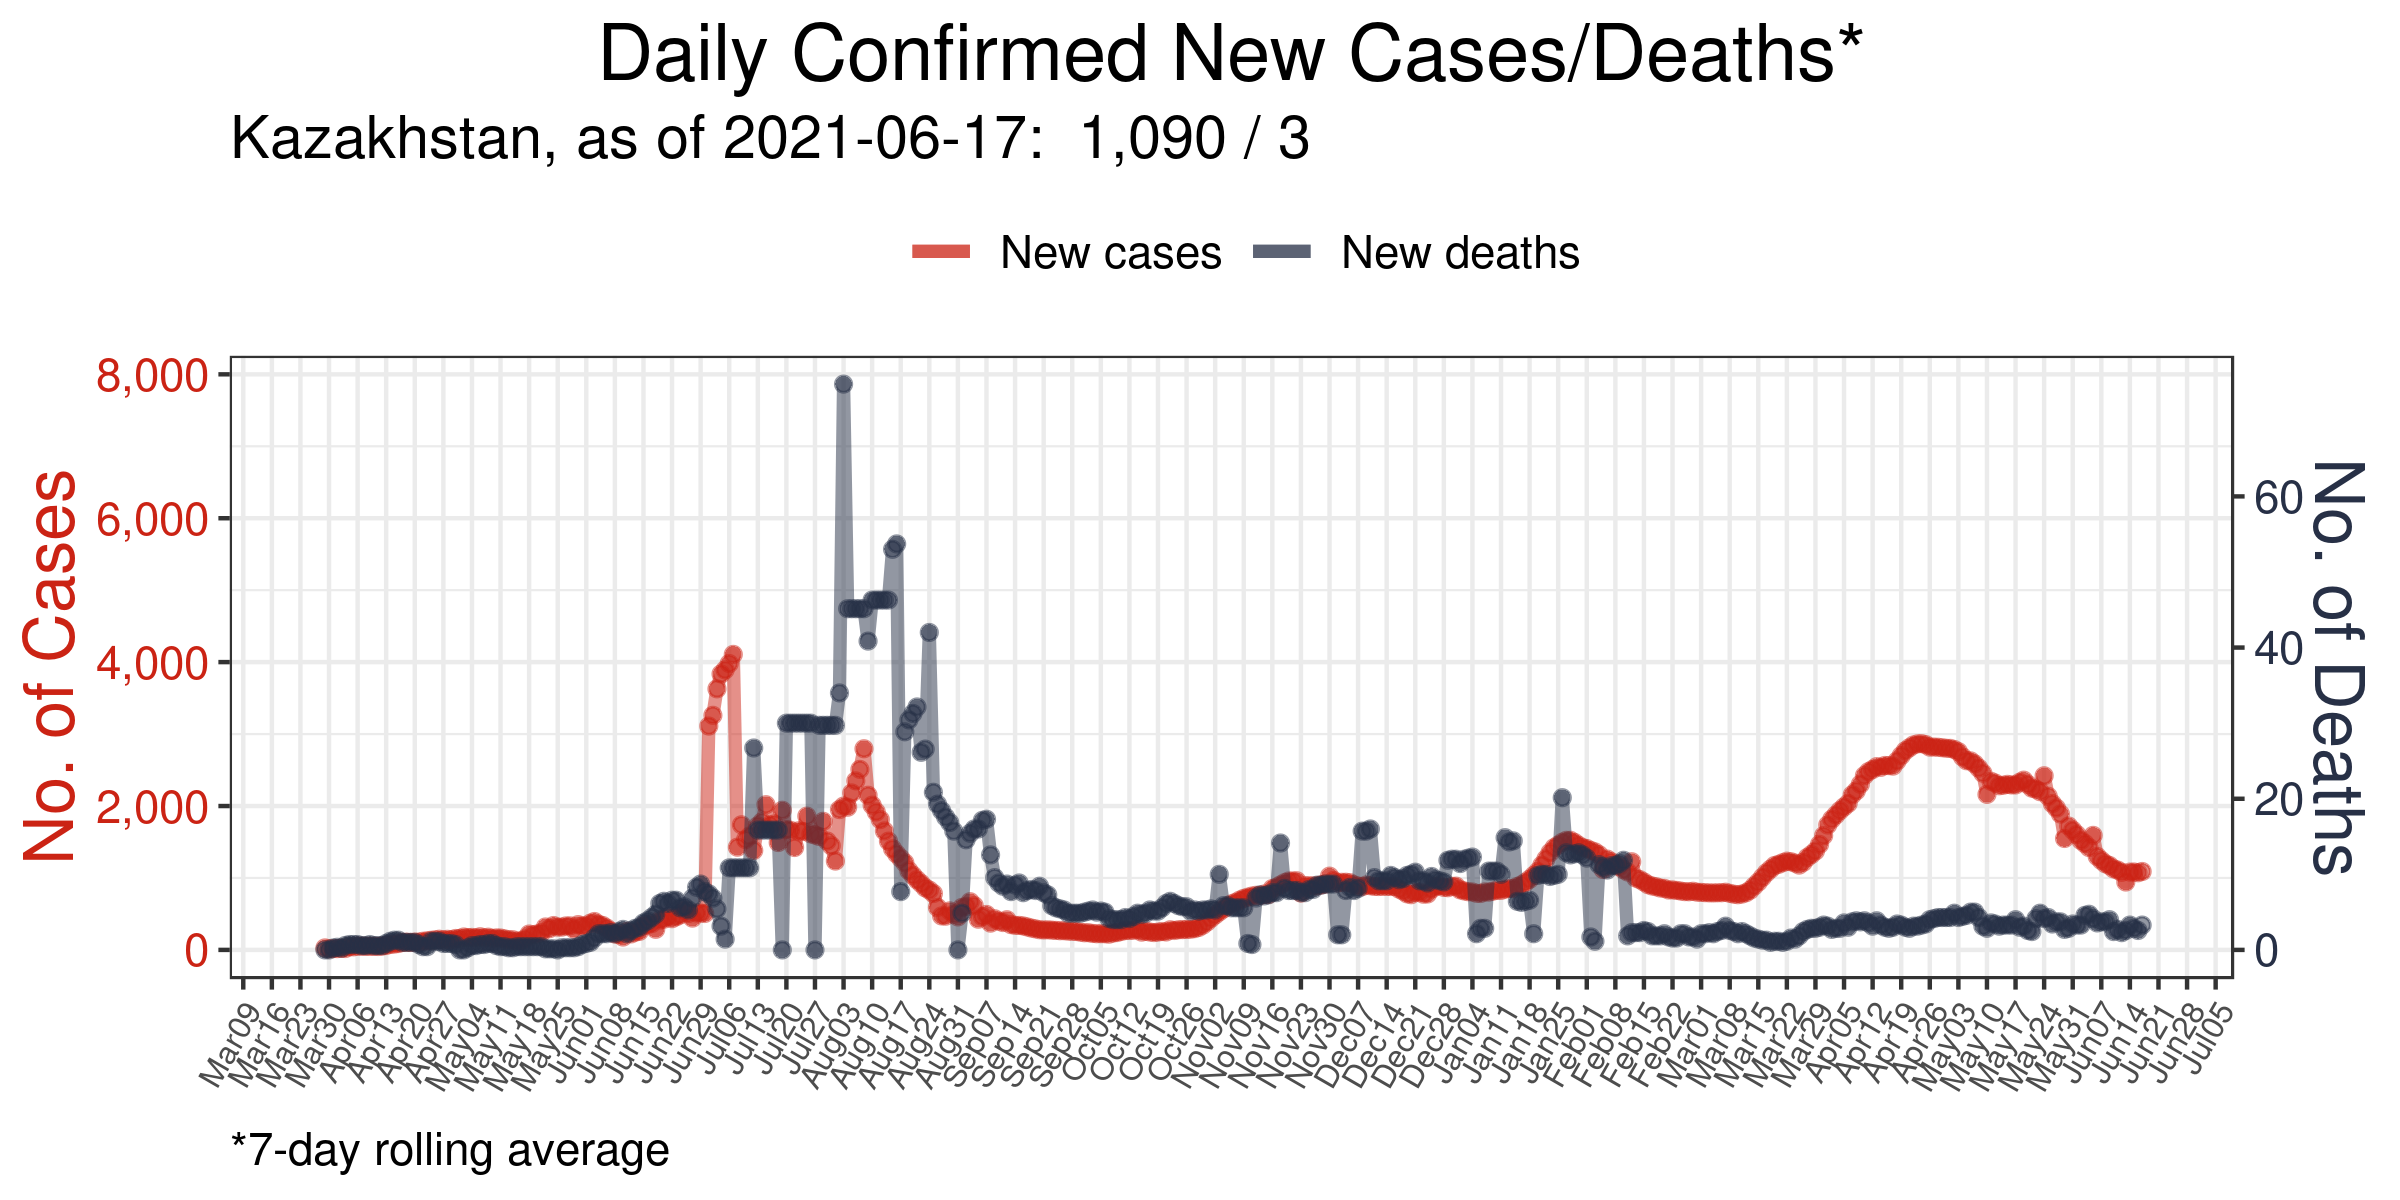 Daily Confirmed New Cases/Deaths*
Kazakhstan, as of 2021-06-17:  1,090 / 3
New cases
New deaths
No. of Cases
8,000
6,000
4,000
2,000
0
No. of Deaths
60
40
20
0
Mar09
Mar16
Mar23
Mar30
Apr06
Apr13
Apr20
Apr27
May04
May11
May18
May25
Jun01
Jun08
Jun15
Jun22
Jun29
Jul06
Jul13
Jul20
Jul27
Aug03
Aug10
Aug17
Aug24
Aug31
Sep07
Sep14
Sep21
Sep28
Oct05
Oct12
Oct19
Oct26
Nov02
Nov09
Nov16
Nov23
Nov30
Dec07
Dec14
Dec21
Dec28
Jan04
Jan11
Jan18
Jan25
Feb01
Feb08
Feb15
Feb22
Mar01
Mar08
Mar15
Mar22
Mar29
Apr05
Apr12
Apr19
Apr26
May03
May10
May17
May24
May31
Jun07
Jun14
Jun21
Jun28
Jul05
*7-day rolling average